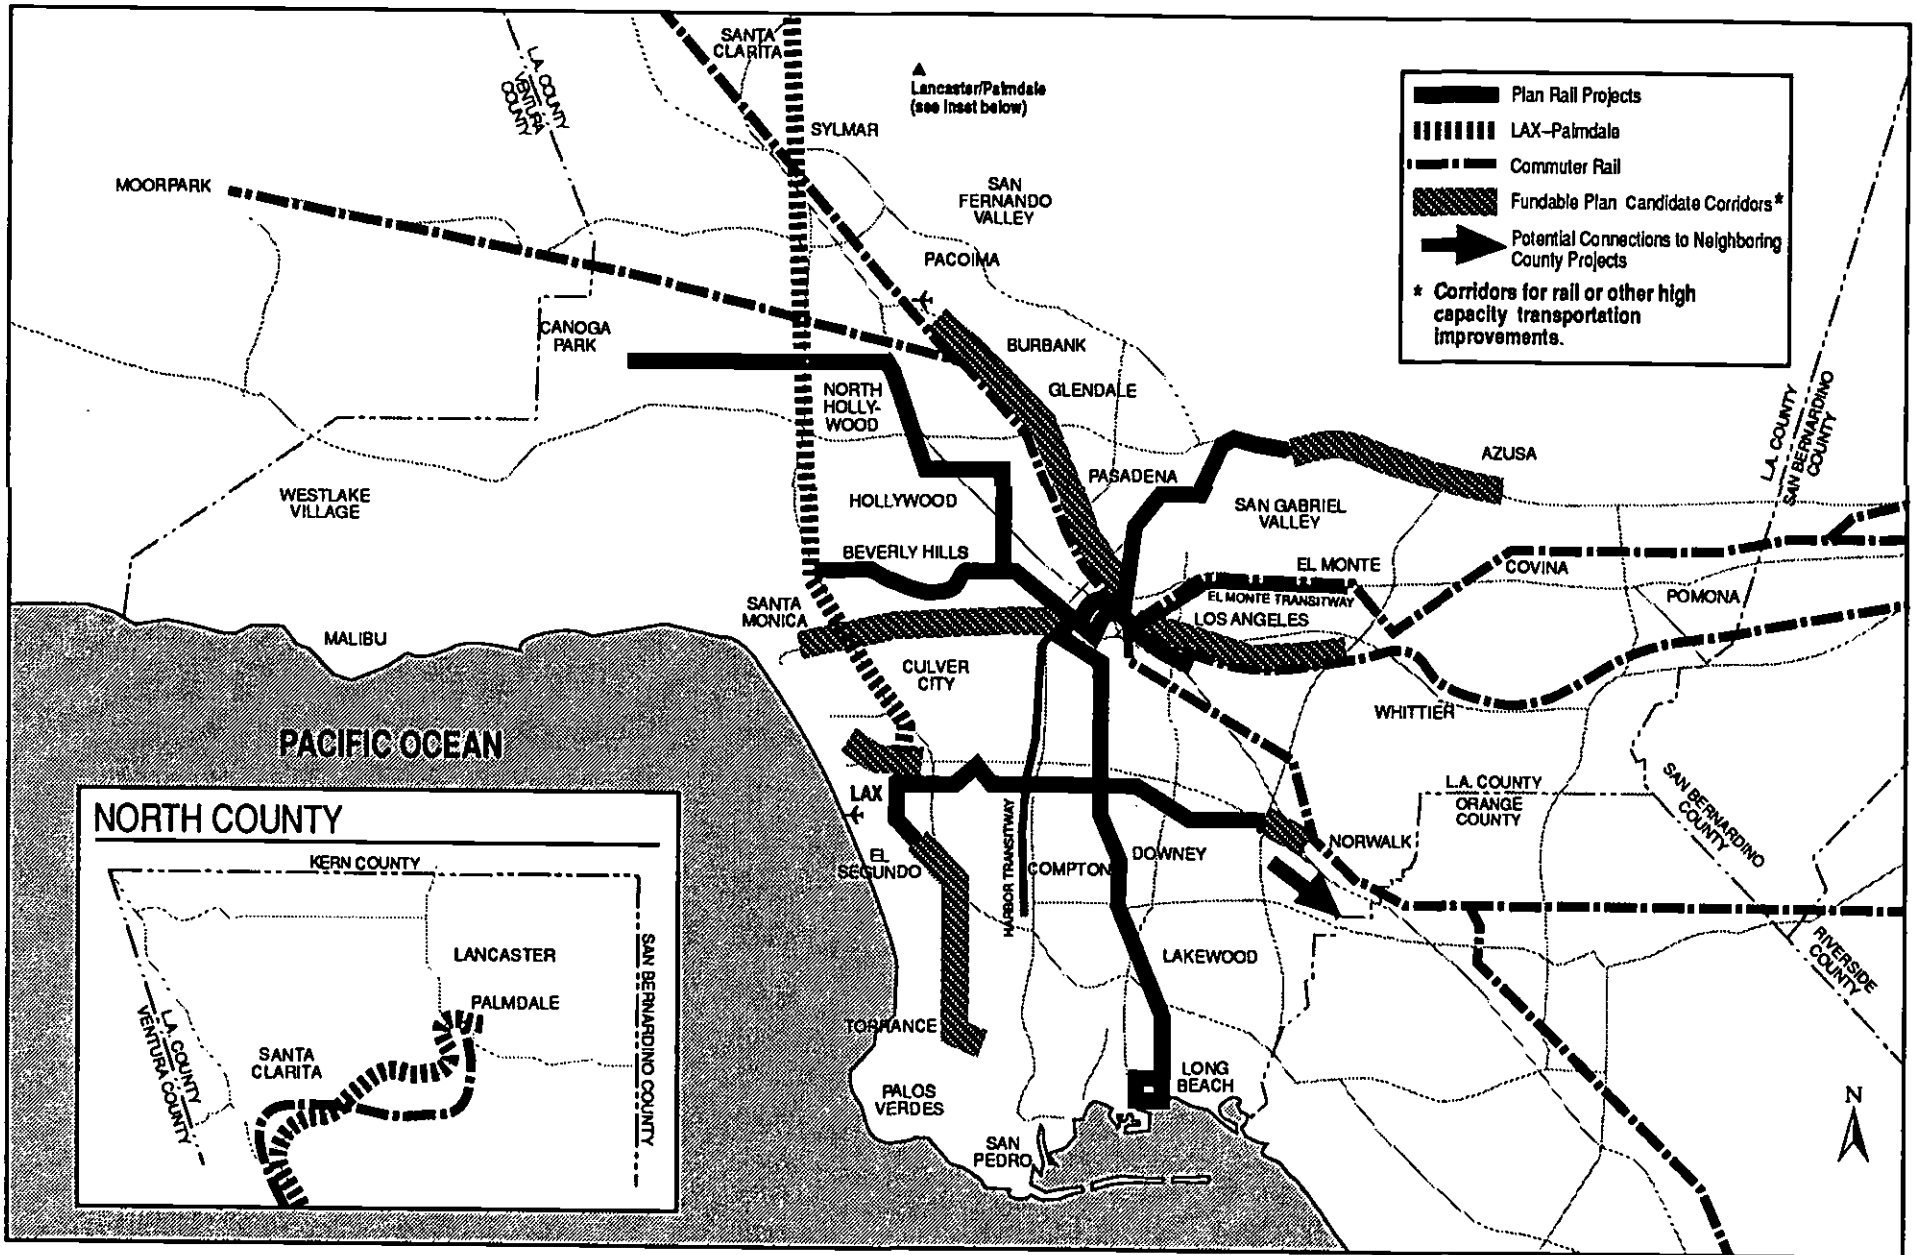 SANTA
CLARITA
L.A. COUNTY
VENTURA
COUNTY
Lancaster/Palmdale
(see inset below)
SYLMAR
MOORPARK
SAN
FERNANDO
VALLEY
PACOIMA
Plan Rail Projects
LAX-Palmdale
Commuter Rail
Fundable Plan Candidate Corridors*
Potential Connections to Neighboring
County Projects
* Corridors for rail or other high
capacity transportation
improvements.
CANOGA
PARK
BURBANK
GLENDALE
NORTH
HOLLY-
WOOD
L.A. COUNTY
SAN BERNARDINO
COUNTY
AZUSA
PASADENA
WESTLAKE
VILLAGE
HOLLYWOOD
SAN GABRIEL
VALLEY
BEVERLY HILLS
EL MONTE
COVINA
EL MONTE TRANSITWAY
POMONA
SANTA
MONICA
LOS ANGELES
MALIBU
CULVER
CITY
WHITTIER
PACIFIC OCEAN
LAX
L.A. COUNTY
ORANGE
COUNTY
SAN BERNARDINO
COUNTY
HARBOR TRANSITWAY
NORWALK
EL
SEGUNDO
COMPTON
DOWNEY
LAKEWOOD
RIVERSIDE
COUNTY
TORRANCE
LONG
BEACH
PALOS
VERDES
SAN
PEDRO
N
NORTH COUNTY
KERN COUNTY
LANCASTER
PALMDALE
SAN BERNARDINO COUNTY
L.A. COUNTY
VENTURA COUNTY
SANTA
CLARITA